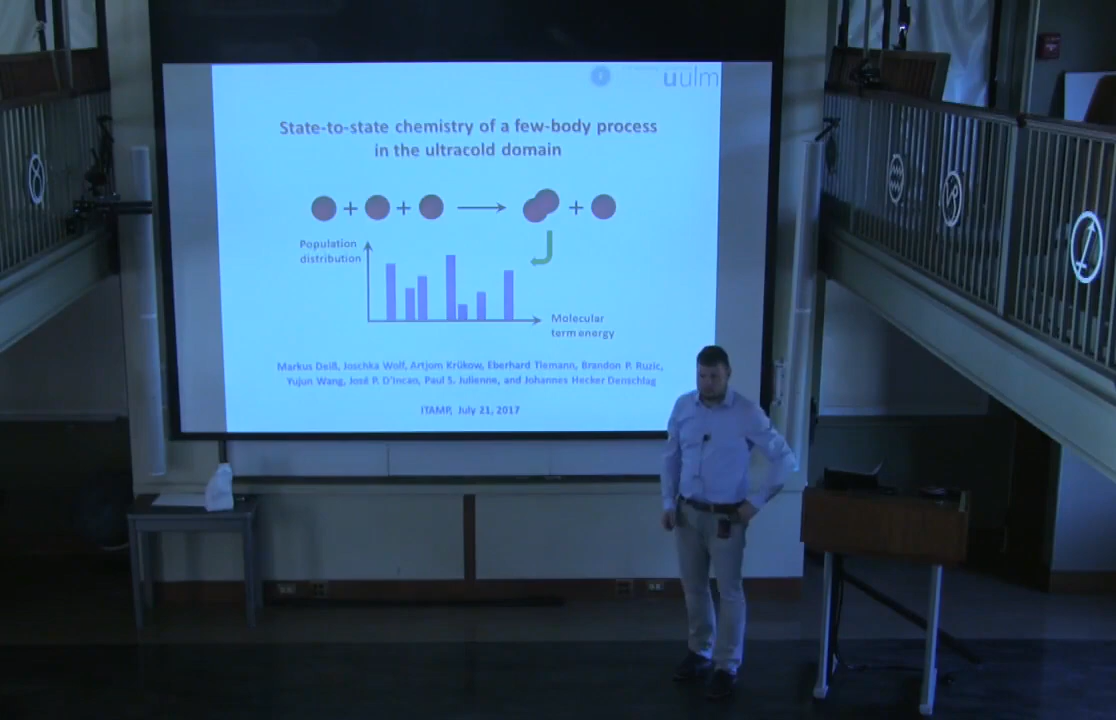 uulm
State-to-state chemistry of a few-body process
in the ultracold domain
+ + +
Population
distribution
Molecular
term energy
Markus Deiß, Joschka Wolf, Artjom Krükow, Eberhard Tiemann, Brandon P. Ruzic,
Yujun Wang, José P. D'Incao, Paul S. Julienne, and Johannes Hecker Denschlag
ITAMP, July 21, 2017